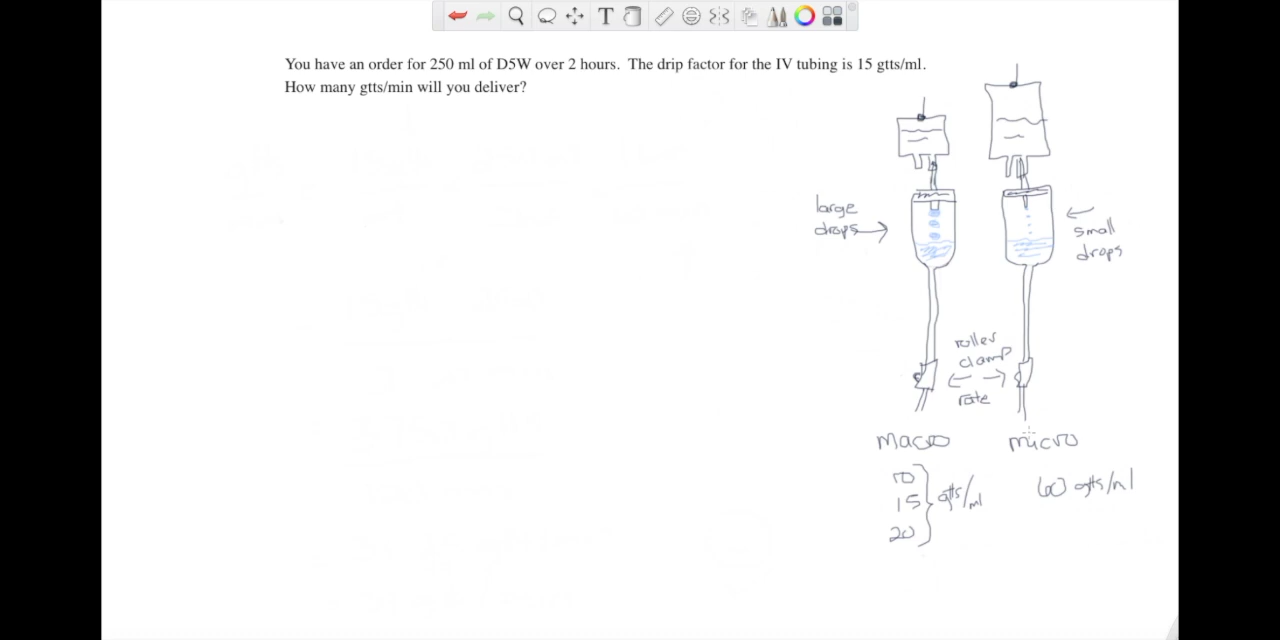 You have an order for 250 ml of D5W over 2 hours. The drip factor for the IV tubing is 15 gtts/ml.
How many gtts/min will you deliver?
large
drops
small
drops
roller
clamp
rate
macro
micro
10
15
20
gtts/ml
60 gtts/ml